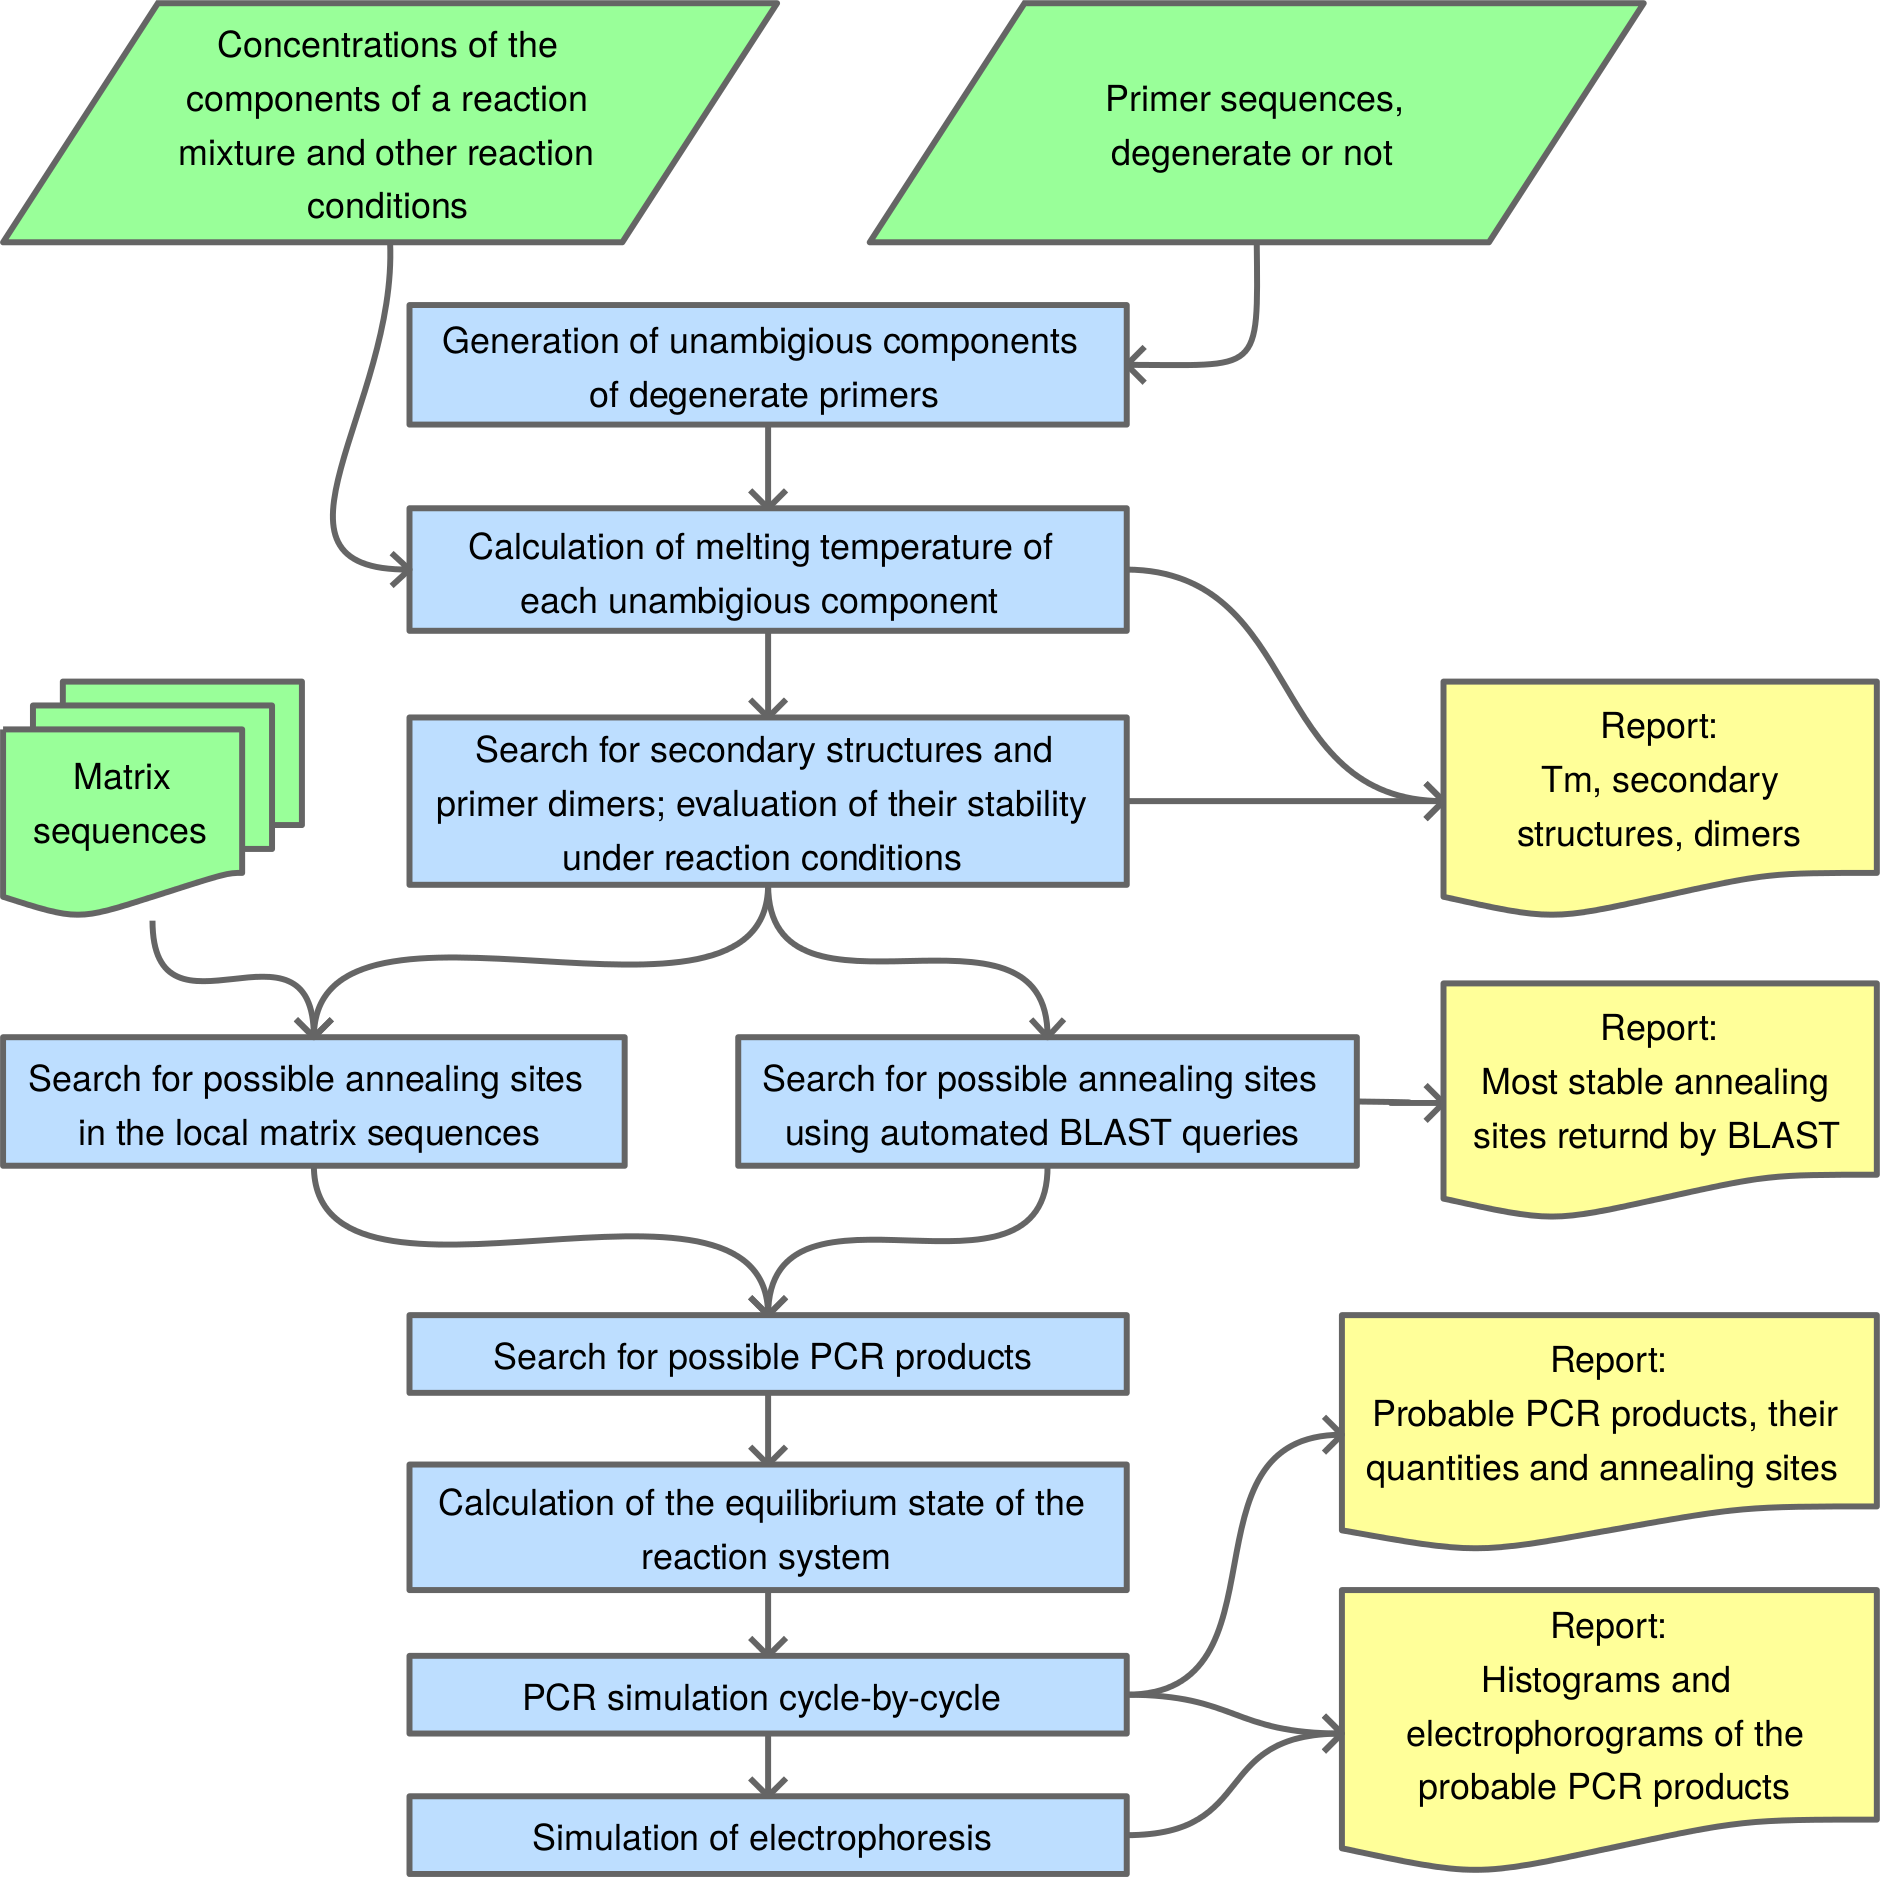 Concentrations of the
components of a reaction
mixture and other reaction
conditions
Primer sequences,
degenerate or not
Generation of unambigious components
of degenerate primers
Calculation of melting temperature of
each unambigious component
Matrix
sequences
Search for secondary structures and
primer dimers; evaluation of their stability
under reaction conditions
Report:
Tm, secondary
structures, dimers
Search for possible annealing sites
in the local matrix sequences
Search for possible annealing sites
using automated BLAST queries
Report:
Most stable annealing
sites returnd by BLAST
Search for possible PCR products
Calculation of the equilibrium state of the
reaction system
Report:
Probable PCR products, their
quantities and annealing sites
PCR simulation cycle-by-cycle
Simulation of electrophoresis
Report:
Histograms and
electrophorograms of the
probable PCR products